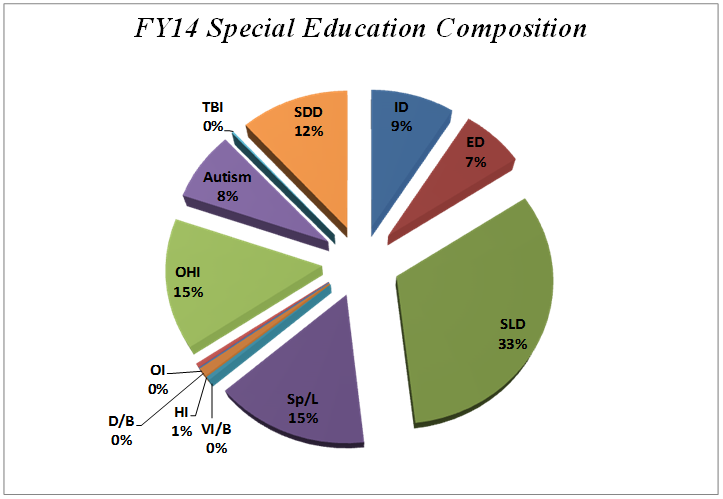 FY14 Special Education Composition
ID
9%
ED
7%
SLD
33%
Sp/L
15%
VI/B
0%
HI
1%
D/B
0%
OI
0%
OHI
15%
Autism
8%
TBI
0%
SDD
12%